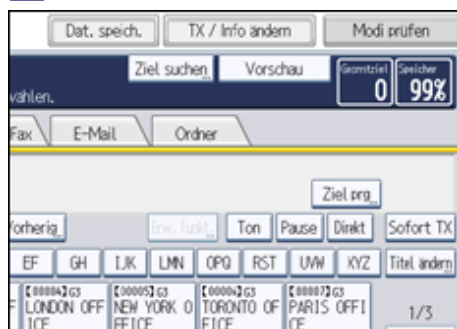 Dat. speich. TX / Info ändern Modi prüfen
Ziel suchen Vorschau Gesamtziel Speicher
wählen. 0 99%
Fax E-Mail Ordner
Ziel prg.
Vorherig. Erw. Funkt. Ton Pause Direkt Sofort TX
EF GH IJK LMN OPQ RST UVW XYZ Titel ändern
[00004]G3 [00005]G3 [00006]G3 [00007]G3
F LONDON OFF NEW YORK O TORONTO OF PARIS OFFI 1/3
ICE FFICE FICE CE